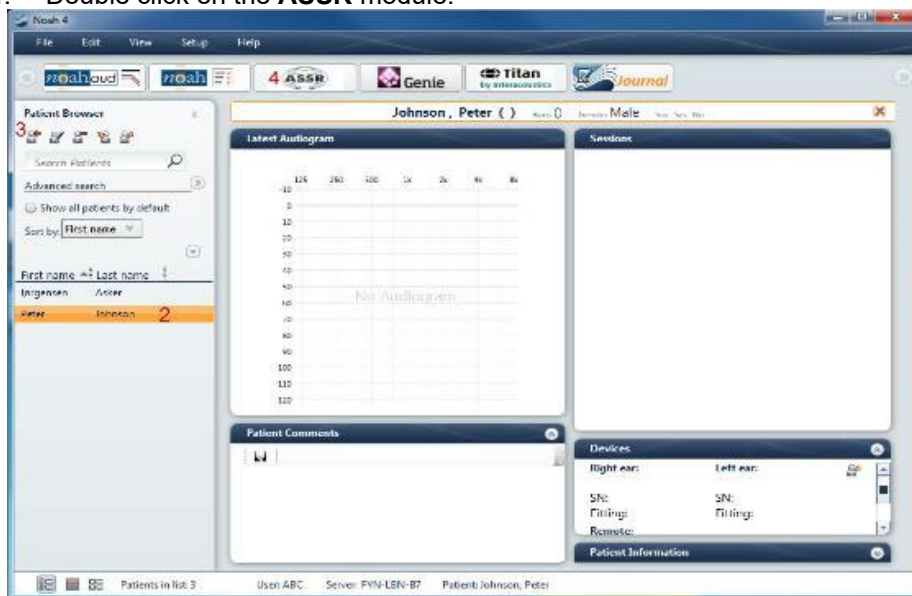 Double click on the ASSR module.
Noah 4
File Edit View Setup Help
noah aud noah 4 ASSR Genie Titan by Interacoustics Journal
Patient Browser
Johnson , Peter ( ) Male
3
Search Patients
Advanced search
Show all patients by default
Sort by: First name
First name Last name
Jørgensen Asker
Peter Johnson 2
Latest Audiogram
125 250 500 1k 2k 4k 8k
-10
0
10
20
30
40
50
60
70
80
90
100
110
120
No Audiogram
Patient Comments
Sessions
Devices
Right ear: Left ear:
SN: SN:
Fitting: Fitting:
Remote:
Patient Information
Patients in list: 3 User: ABC Server: FYN-LBN-B7 Patient: Johnson, Peter